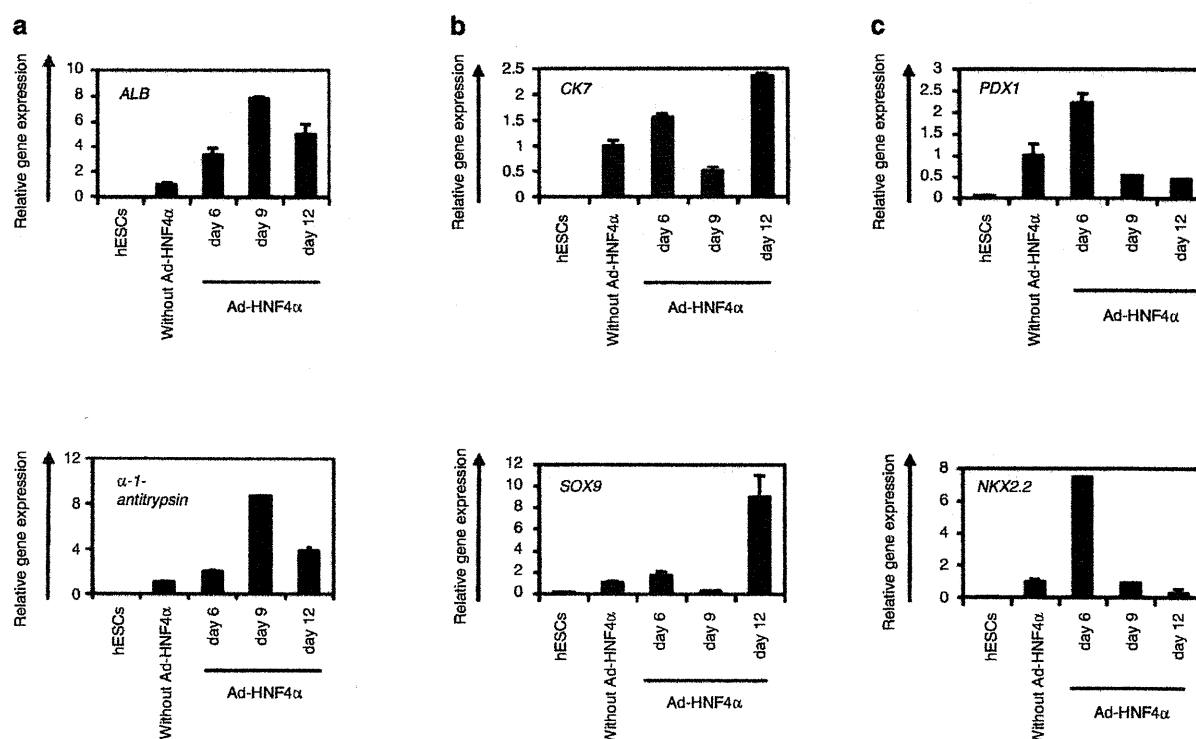 a
Relative gene expression
10
8
6
4
2
0
ALB
hESCs
Without Ad-HNF4α
day 6
day 9
day 12
Ad-HNF4α
b
Relative gene expression
2.5
2
1.5
1
0.5
0
CK7
hESCs
Without Ad-HNF4α
day 6
day 9
day 12
Ad-HNF4α
c
Relative gene expression
3
2.5
2
1.5
1
0.5
0
PDX1
hESCs
Without Ad-HNF4α
day 6
day 9
day 12
Ad-HNF4α
Relative gene expression
12
8
4
0
α-1-
antitrypsin
hESCs
Without Ad-HNF4α
day 6
day 9
day 12
Ad-HNF4α
Relative gene expression
12
10
8
6
4
2
0
SOX9
hESCs
Without Ad-HNF4α
day 6
day 9
day 12
Ad-HNF4α
Relative gene expression
8
6
4
2
0
NKX2.2
hESCs
Without Ad-HNF4α
day 6
day 9
day 12
Ad-HNF4α